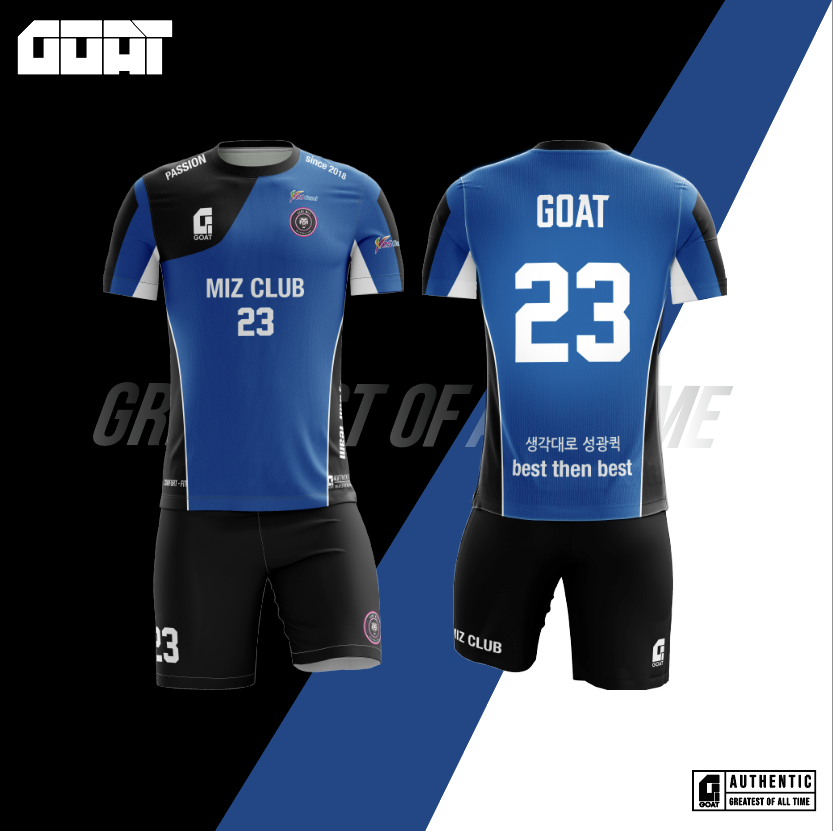 GOAT
PASSION
since 2018
GOAT
MIZ CLUB
23
GOAT
23
생각대로 성광퀵
best then best
23
MIZ CLUB
GOAT
AUTHENTIC
GREATEST OF ALL TIME
GOAT